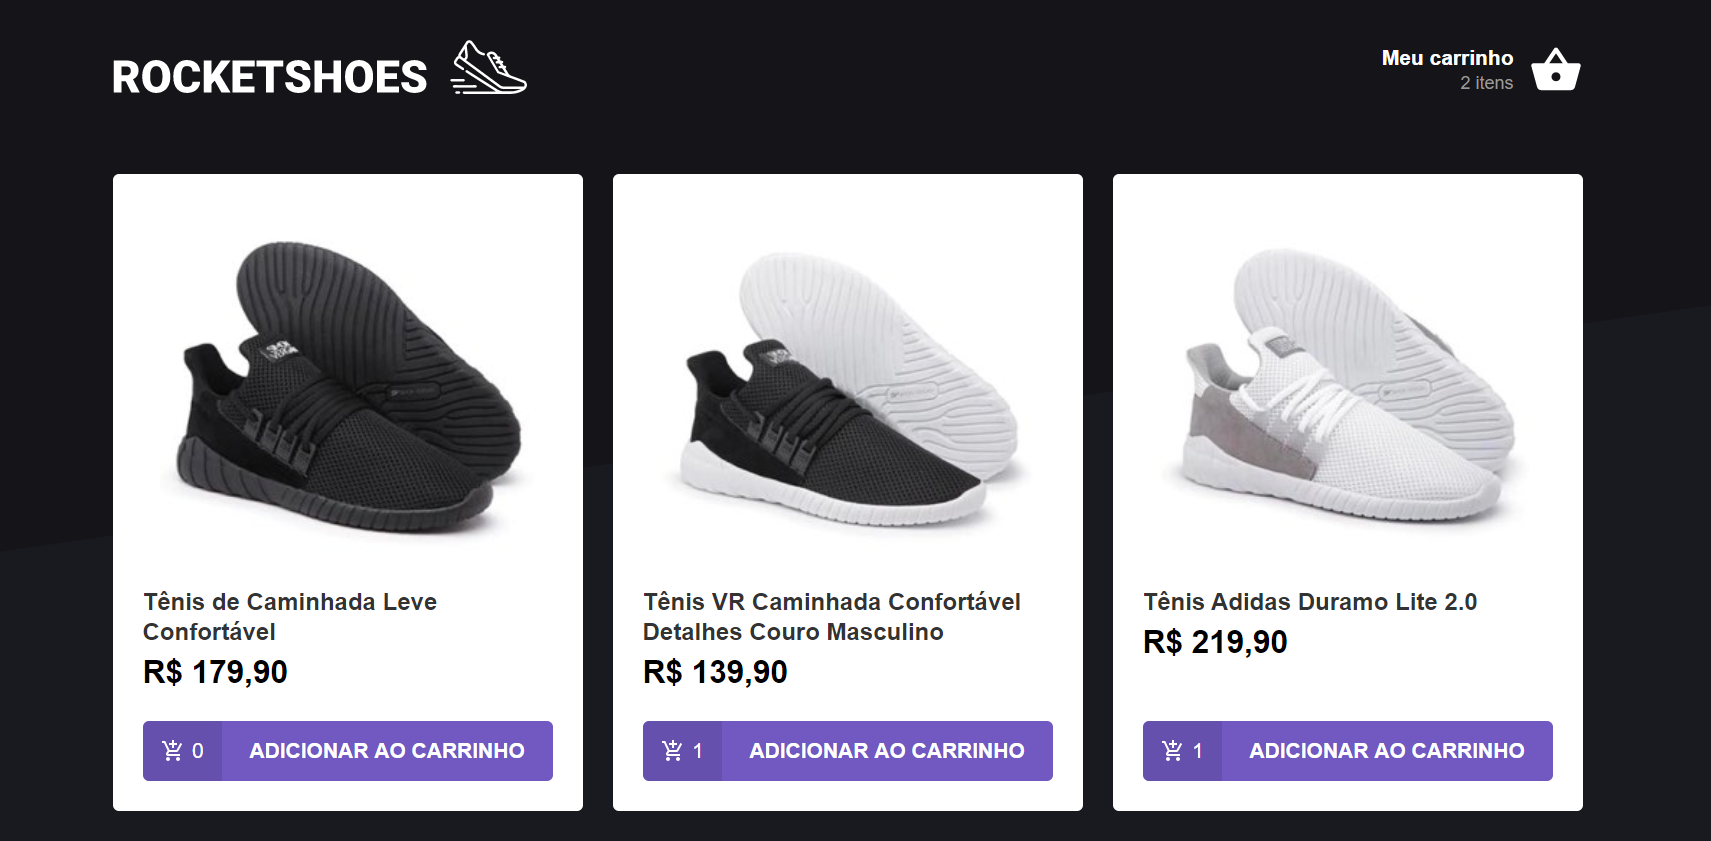 ROCKETSHOES
Meu carrinho
2 itens
Tênis de Caminhada Leve
Confortável
R$ 179,90
0 ADICIONAR AO CARRINHO
Tênis VR Caminhada Confortável
Detalhes Couro Masculino
R$ 139,90
1 ADICIONAR AO CARRINHO
Tênis Adidas Duramo Lite 2.0
R$ 219,90
1 ADICIONAR AO CARRINHO